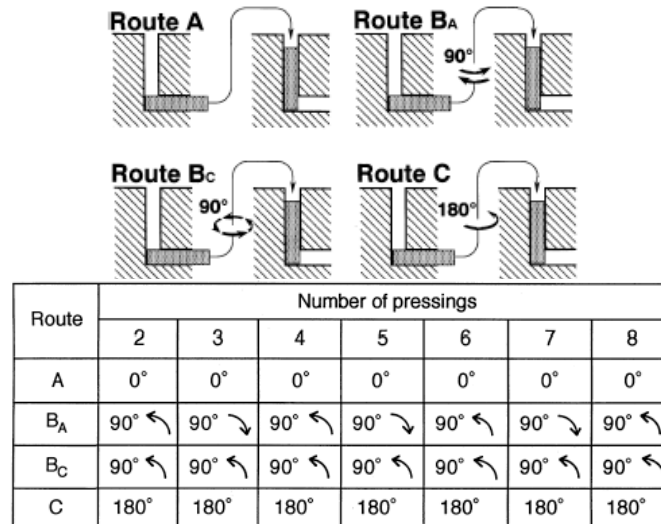 Route A
Route BA
90°
Route BC
90°
Route C
180°
Route Number of pressings
2 3 4 5 6 7 8
A 0° 0° 0° 0° 0° 0° 0°
BA 90° 90° 90° 90° 90° 90° 90°
BC 90° 90° 90° 90° 90° 90° 90°
C 180° 180° 180° 180° 180° 180° 180°